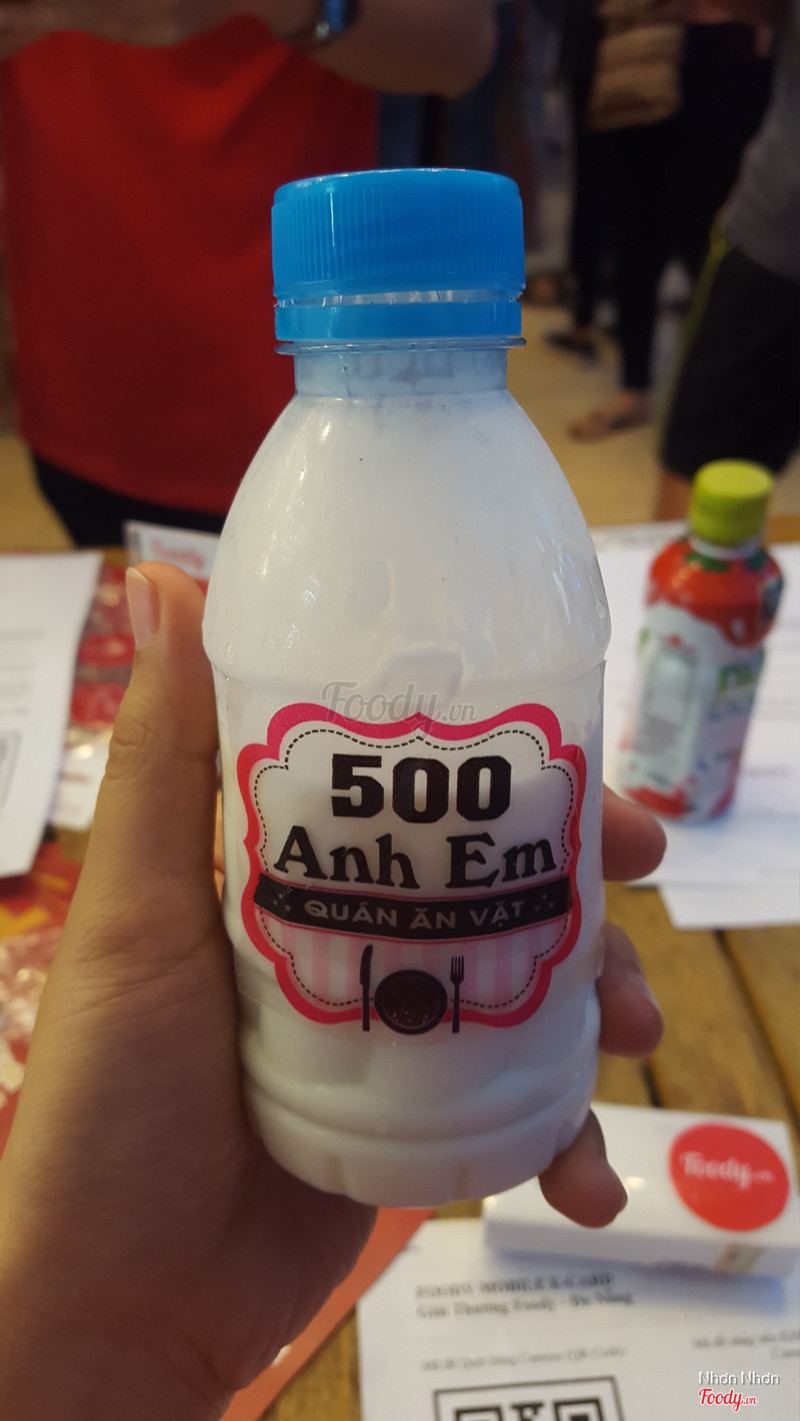 Foody.vn
500
Anh Em
QUÁN ĂN VẶT
Foody.vn
FOODY MOBILE E-CARD
Giải Thưởng Foody - Đà Nẵng
Nhơn Nhơn
Foody.vn